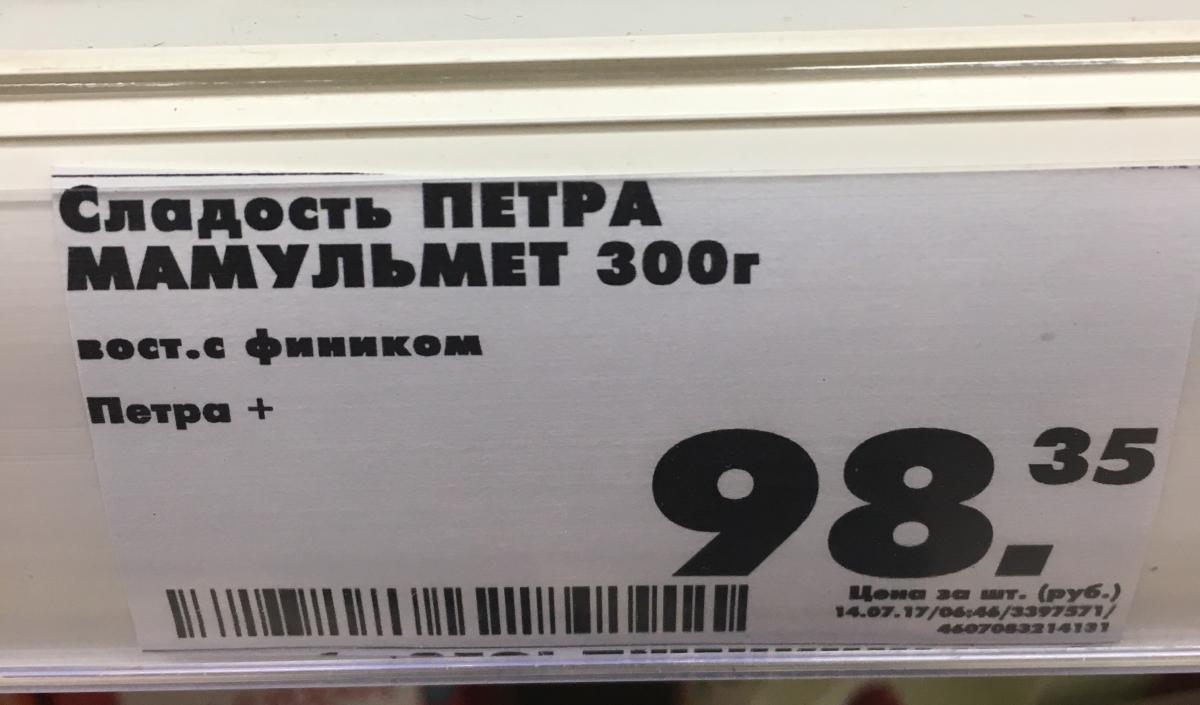 Сладость ПЕТРА
МАМУЛЬМЕТ 300г
вост.с фиником
Петра +
98.35
Цена за шт. (руб.)
14.07.17/06:46/3397571/
4607083214131